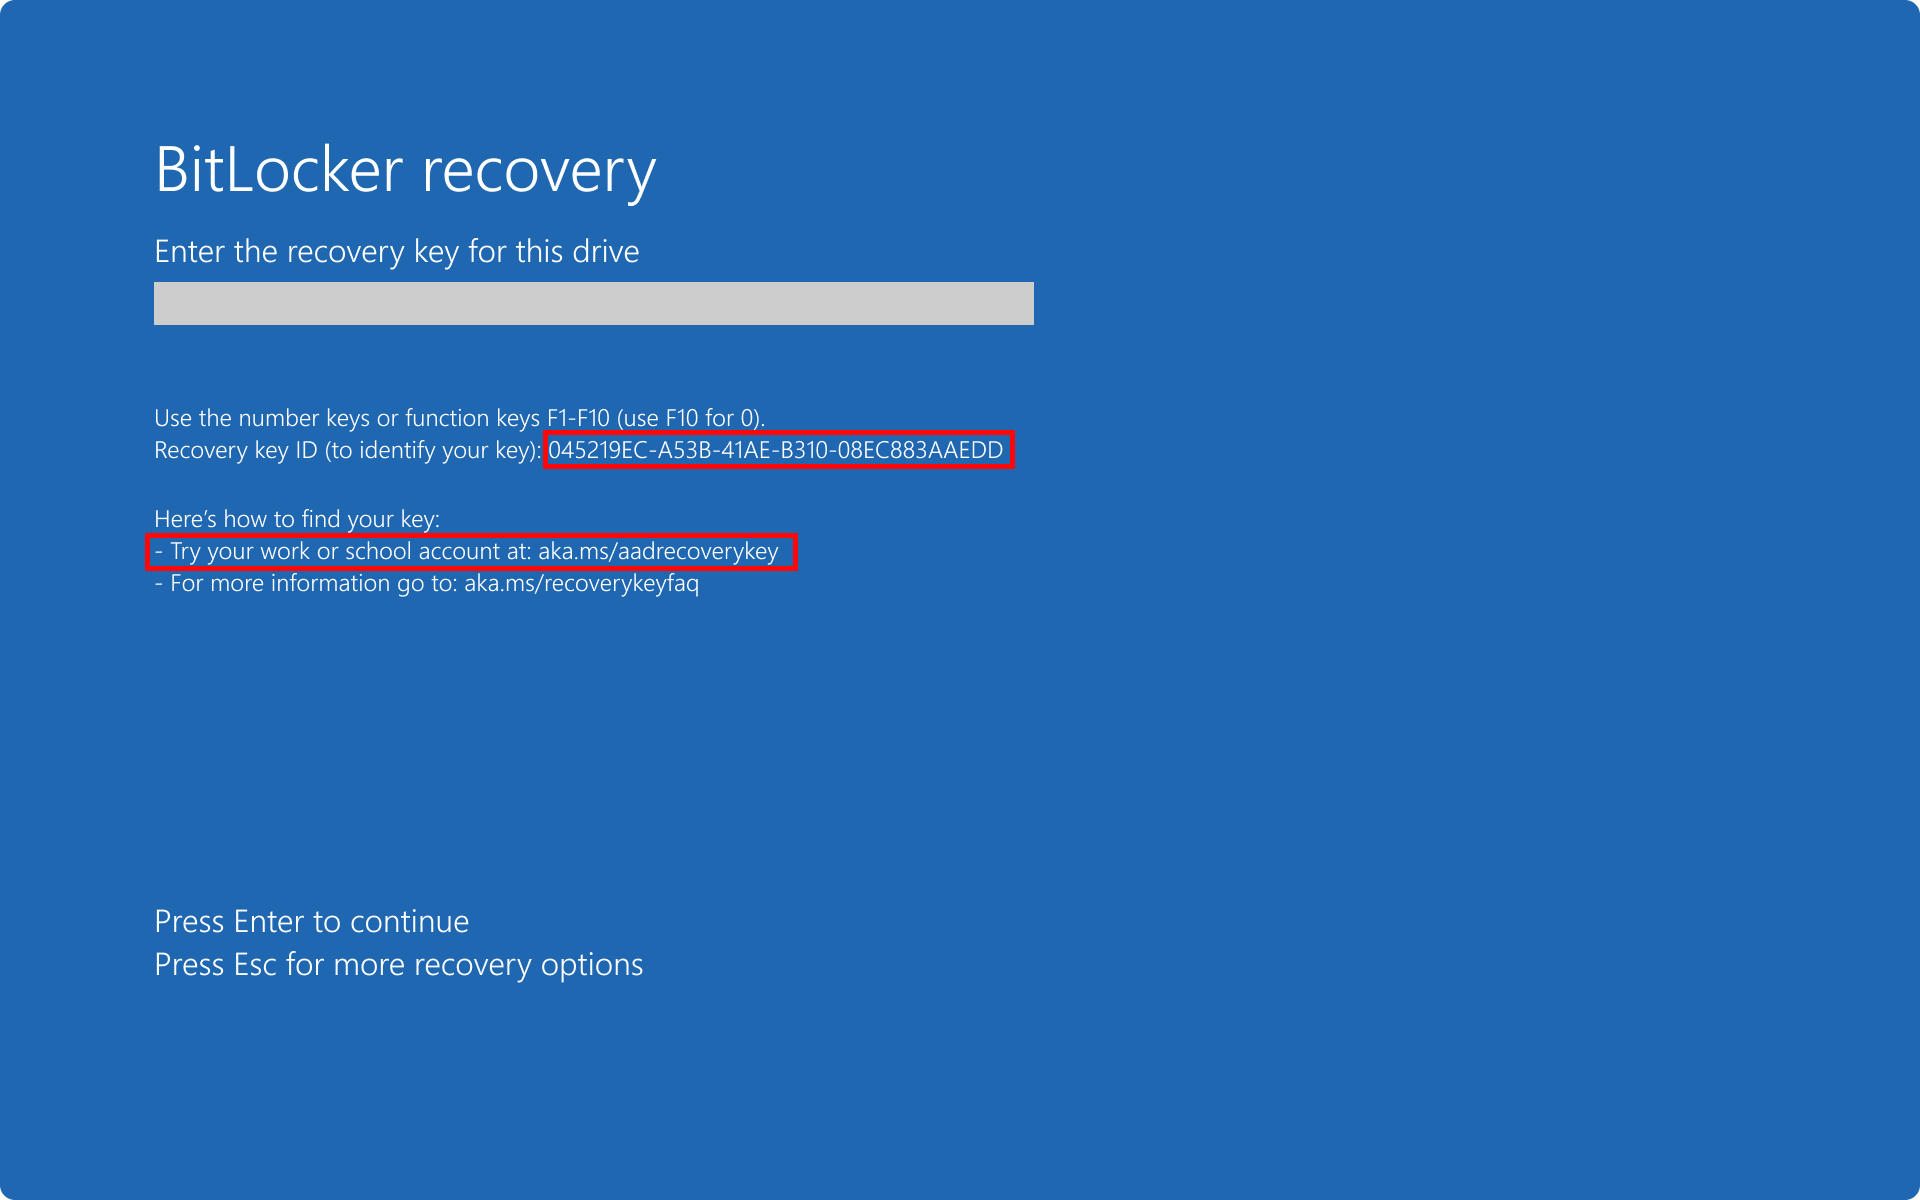 BitLocker recovery
Enter the recovery key for this drive
Use the number keys or function keys F1-F10 (use F10 for 0).
Recovery key ID (to identify your key): 045219EC-A53B-41AE-B310-08EC883AAEDD
Here’s how to find your key:
- Try your work or school account at: aka.ms/aadrecoverykey
- For more information go to: aka.ms/recoverykeyfaq
Press Enter to continue
Press Esc for more recovery options